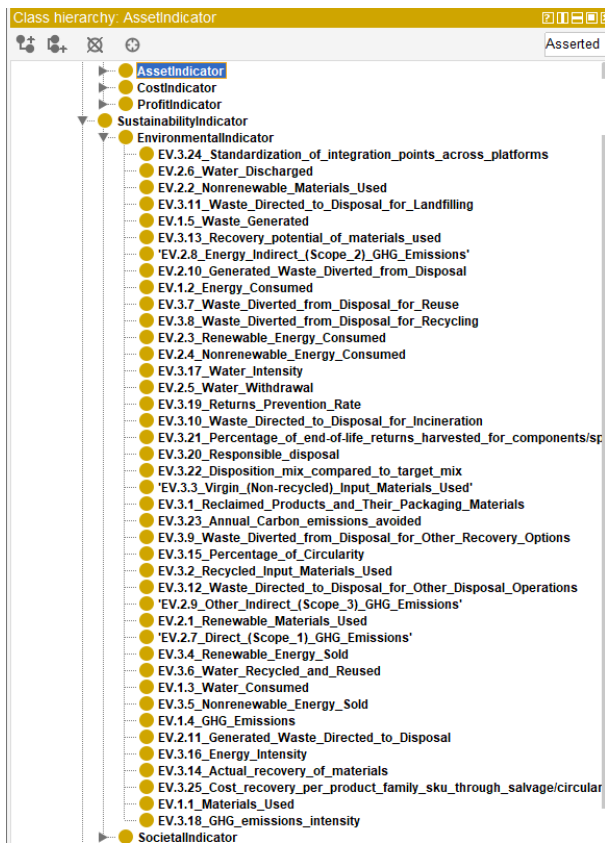 Class hierarchy: AssetIndicator
Asserted
AssetIndicator
CostIndicator
ProfitIndicator
SustainabilityIndicator
EnvironmentalIndicator
EV.3.24_Standardization_of_integration_points_across_platforms
EV.2.6_Water_Discharged
EV.2.2_Nonrenewable_Materials_Used
EV.3.11_Waste_Directed_to_Disposal_for_Landfilling
EV.1.5_Waste_Generated
EV.3.13_Recovery_potential_of_materials_used
'EV.2.8_Energy_Indirect_(Scope_2)_GHG_Emissions'
EV.2.10_Generated_Waste_Diverted_from_Disposal
EV.1.2_Energy_Consumed
EV.3.7_Waste_Diverted_from_Disposal_for_Reuse
EV.3.8_Waste_Diverted_from_Disposal_for_Recycling
EV.2.3_Renewable_Energy_Consumed
EV.2.4_Nonrenewable_Energy_Consumed
EV.3.17_Water_Intensity
EV.2.5_Water_Withdrawal
EV.3.19_Returns_Prevention_Rate
EV.3.10_Waste_Directed_to_Disposal_for_Incineration
EV.3.21_Percentage_of_end-of-life_returns_harvested_for_components/sp
EV.3.20_Responsible_disposal
EV.3.22_Disposition_mix_compared_to_target_mix
'EV.3.3_Virgin_(Non-recycled)_Input_Materials_Used'
EV.3.1_Reclaimed_Products_and_Their_Packaging_Materials
EV.3.23_Annual_Carbon_emissions_avoided
EV.3.9_Waste_Diverted_from_Disposal_for_Other_Recovery_Options
EV.3.15_Percentage_of_Circularity
EV.3.2_Recycled_Input_Materials_Used
EV.3.12_Waste_Directed_to_Disposal_for_Other_Disposal_Operations
'EV.2.9_Other_Indirect_(Scope_3)_GHG_Emissions'
EV.2.1_Renewable_Materials_Used
'EV.2.7_Direct_(Scope_1)_GHG_Emissions'
EV.3.4_Renewable_Energy_Sold
EV.3.6_Water_Recycled_and_Reused
EV.1.3_Water_Consumed
EV.3.5_Nonrenewable_Energy_Sold
EV.1.4_GHG_Emissions
EV.2.11_Generated_Waste_Directed_to_Disposal
EV.3.16_Energy_Intensity
EV.3.14_Actual_recovery_of_materials
EV.3.25_Cost_recovery_per_product_family_sku_through_salvage/circular
EV.1.1_Materials_Used
EV.3.18_GHG_emissions_intensity
SocietalIndicator